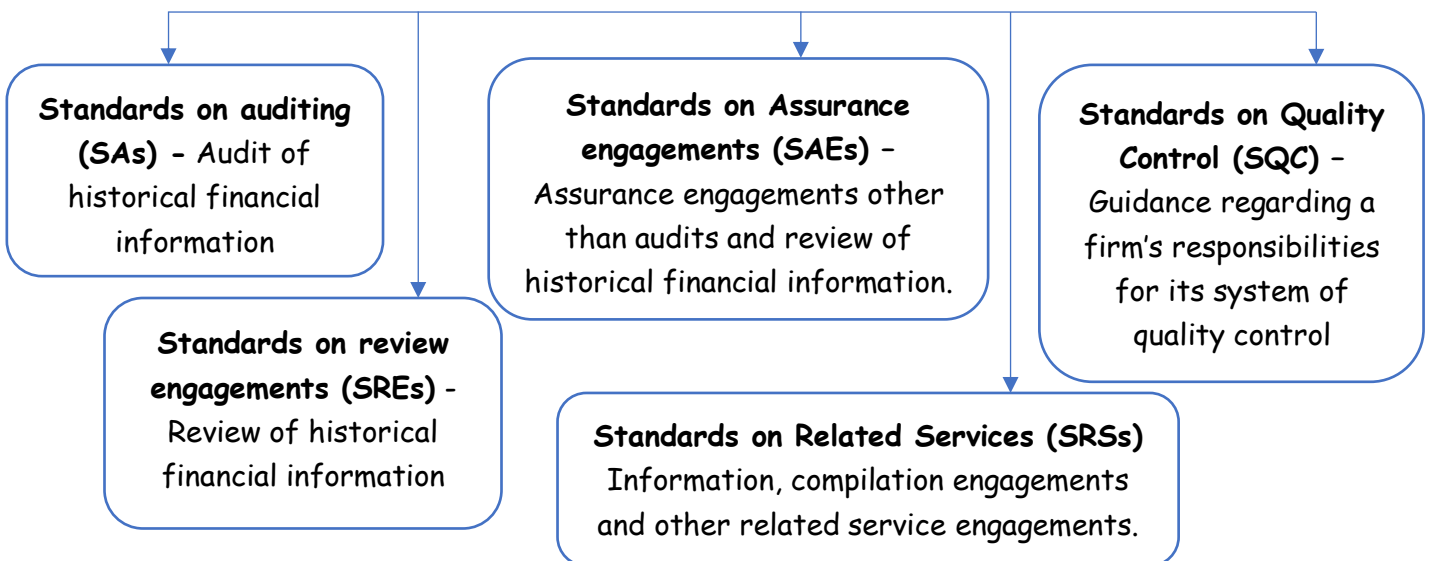 Standards on auditing
(SAs) - Audit of
historical financial
information
Standards on review
engagements (SREs) -
Review of historical
financial information
Standards on Assurance
engagements (SAEs) –
Assurance engagements other
than audits and review of
historical financial information.
Standards on Related Services (SRSs)
Information, compilation engagements
and other related service engagements.
Standards on Quality
Control (SQC) –
Guidance regarding a
firm's responsibilities
for its system of
quality control